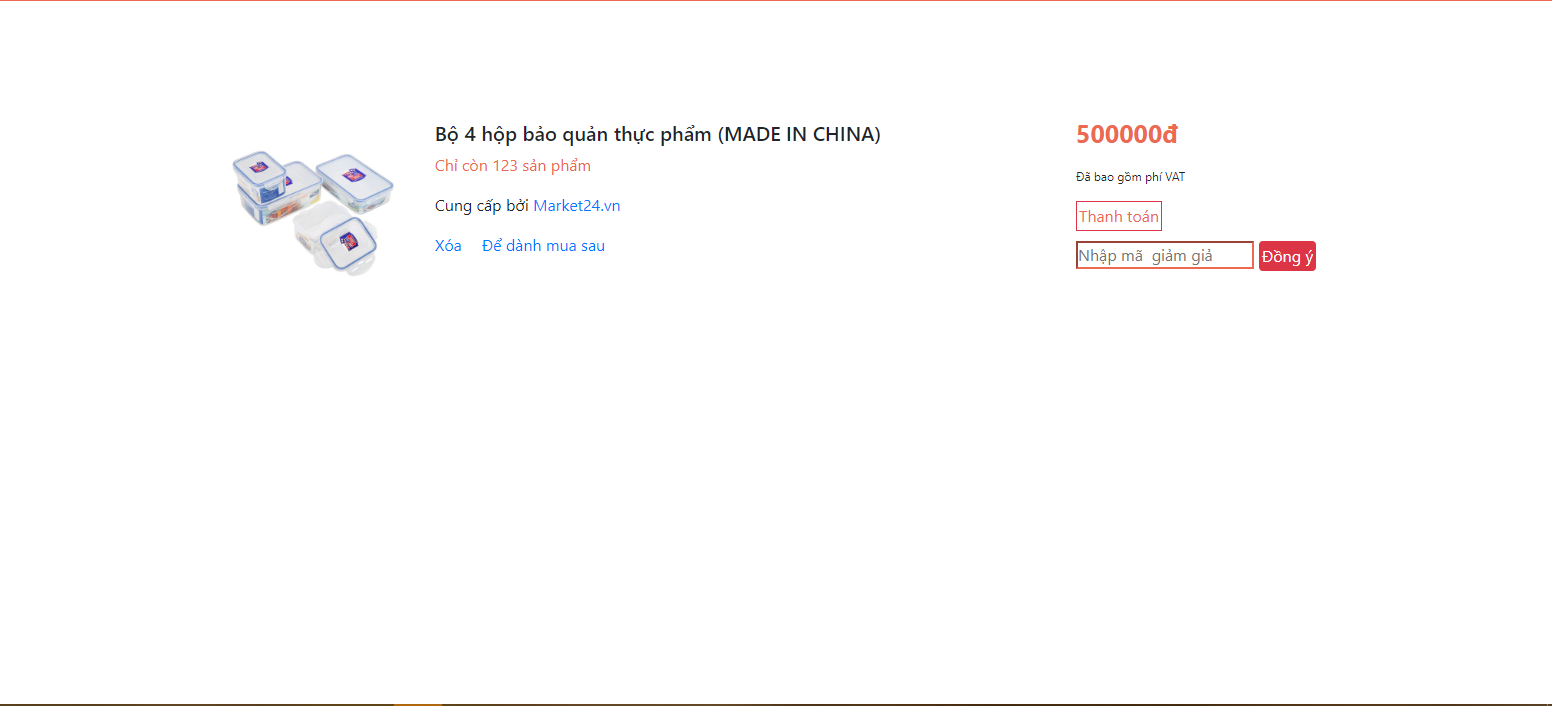 Bộ 4 hộp bảo quản thực phẩm (MADE IN CHINA)
Chỉ còn 123 sản phẩm
Cung cấp bởi Market24.vn
Xóa Để dành mua sau
500000đ
Đã bao gồm phí VAT
Thanh toán
Nhập mã giảm giả Đồng ý